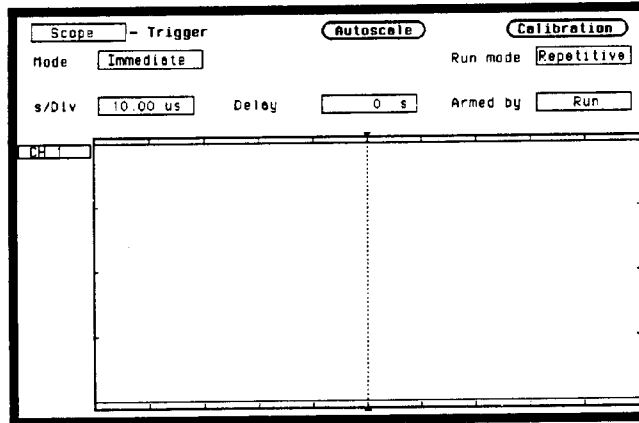 Scope - Trigger Autoscale Calibration
Mode Immediate Run mode Repetitive
s/Div 10.00 us Delay 0 s Armed by Run
CH 1